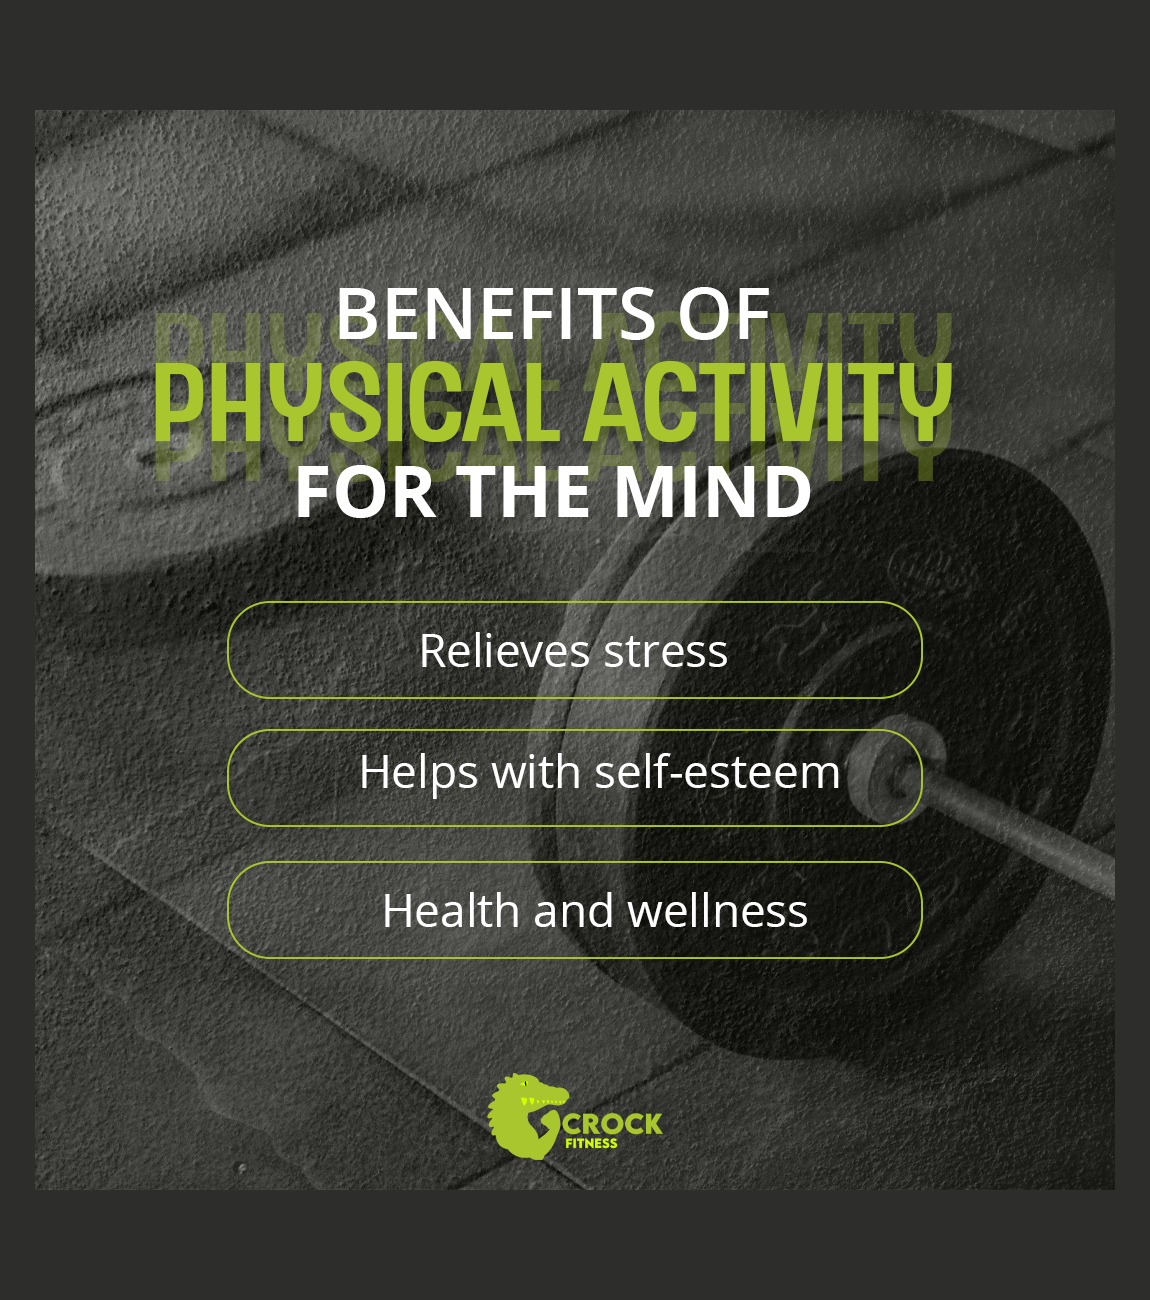 BENEFITS OF
PHYSICAL ACTIVITY
FOR THE MIND
Relieves stress
Helps with self-esteem
Health and wellness
CROCK
FITNESS